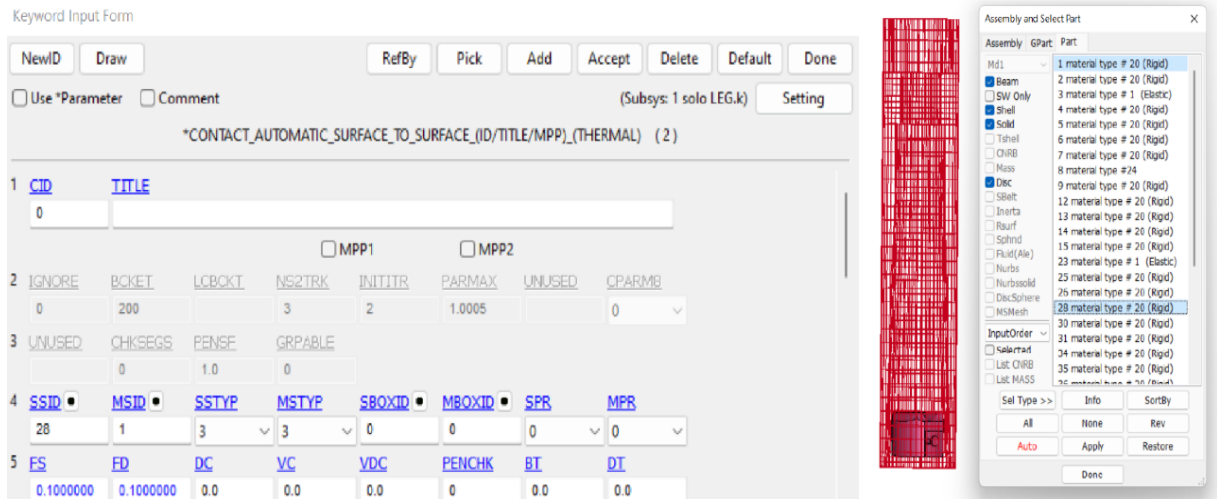 Keyword Input Form
NewID Draw RefBy Pick Add Accept Delete Default Done
Use *Parameter Comment (Subsys: 1 solo LEG.k) Setting
*CONTACT_AUTOMATIC_SURFACE_TO_SURFACE_(ID/TITLE/MPP)_(THERMAL) (2)
1 CID TITLE
0
MPP1 MPP2
2 IGNORE BCKET LCBCKT NS2TRK INITITR PARMAX UNUSED CPARM8
0 200 3 2 1.0005 0
3 UNUSED CHKSEGS PENSF GRPABLE
0 1.0 0
4 SSID MSID SSTYP MSTYP SBOXID MBOXID SPR MPR
28 1 3 3 0 0 0 0
5 FS FD DC VC VDC PENCHK BT DT
0.1000000 0.1000000 0.0 0.0 0.0 0 0.0 0.0
Assembly and Select Part
Assembly GPart Part
Md1
Beam
SW Only
Shell
Solid
Tshell
CNRB
Mass
Disc
SBelt
Inerta
Rsurf
Sphnd
Fluid(Ale)
Nurbs
Nurbssolid
DiscSphere
MSMesh
InputOrder
Selected
List CNRB
List MASS
1 material type # 20 (Rigid)
2 material type # 20 (Rigid)
3 material type # 1 (Elastic)
4 material type # 20 (Rigid)
5 material type # 20 (Rigid)
6 material type # 20 (Rigid)
7 material type # 20 (Rigid)
8 material type #24
9 material type # 20 (Rigid)
12 material type # 20 (Rigid)
13 material type # 20 (Rigid)
14 material type # 20 (Rigid)
15 material type # 20 (Rigid)
23 material type # 1 (Elastic)
25 material type # 20 (Rigid)
26 material type # 20 (Rigid)
28 material type # 20 (Rigid)
30 material type # 20 (Rigid)
31 material type # 20 (Rigid)
34 material type # 20 (Rigid)
35 material type # 20 (Rigid)
36 material type # 20 (Rigid)
Sel Type >> Info SortBy
All None Rev
Auto Apply Restore
Done